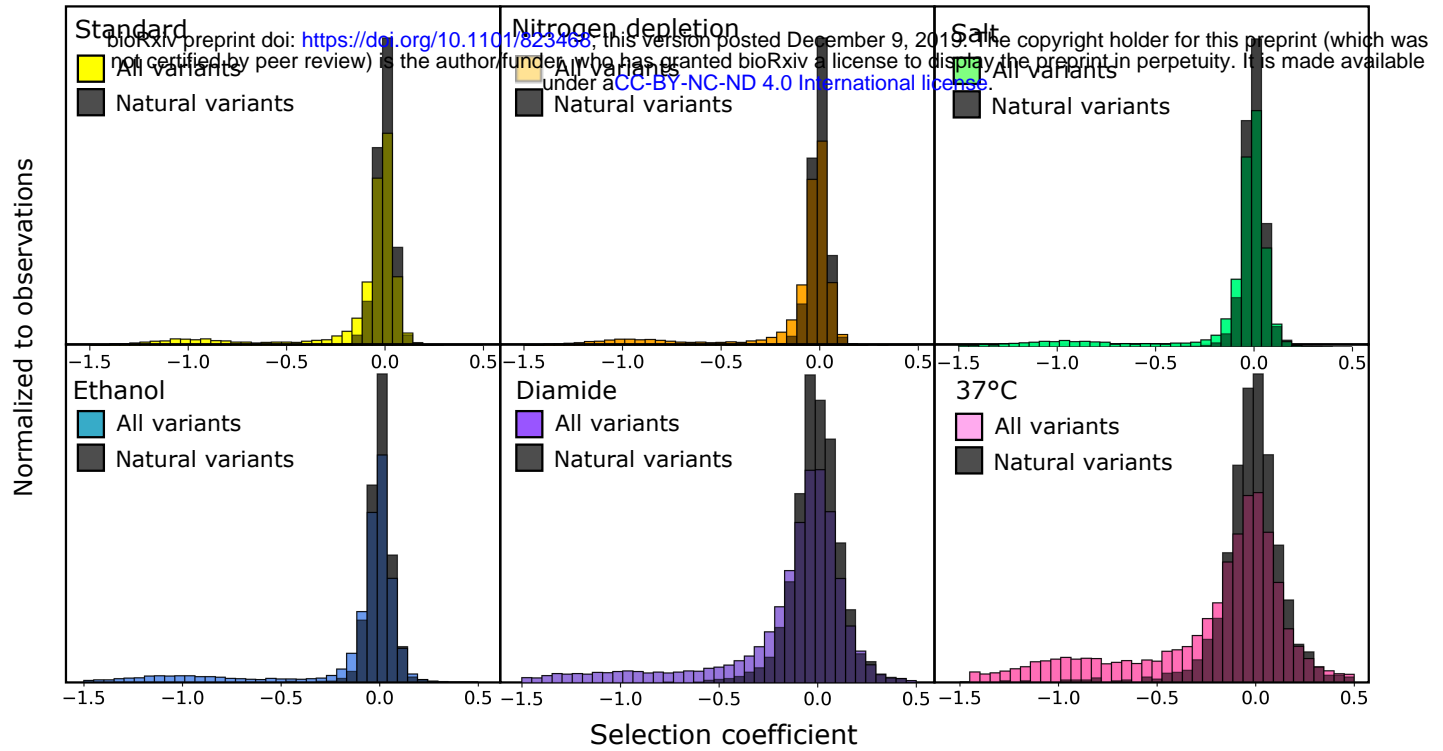 bioRxiv preprint doi: https://doi.org/10.1101/823468; this version posted December 9, 2019. The copyright holder for this preprint (which was
not certified by peer review) is the author/funder, who has granted bioRxiv a license to display the preprint in perpetuity. It is made available
under aCC-BY-NC-ND 4.0 International license.
Standard
All variants
Natural variants
Nitrogen depletion
All variants
Natural variants
Salt
All variants
Natural variants
−1.5 −1.0 −0.5 0.0 0.5
−1.5 −1.0 −0.5 0.0 0.5
−1.5 −1.0 −0.5 0.0 0.5
Ethanol
All variants
Natural variants
Diamide
All variants
Natural variants
37°C
All variants
Natural variants
−1.5 −1.0 −0.5 0.0 0.5
−1.5 −1.0 −0.5 0.0 0.5
−1.5 −1.0 −0.5 0.0 0.5
Normalized to observations
Selection coefficient